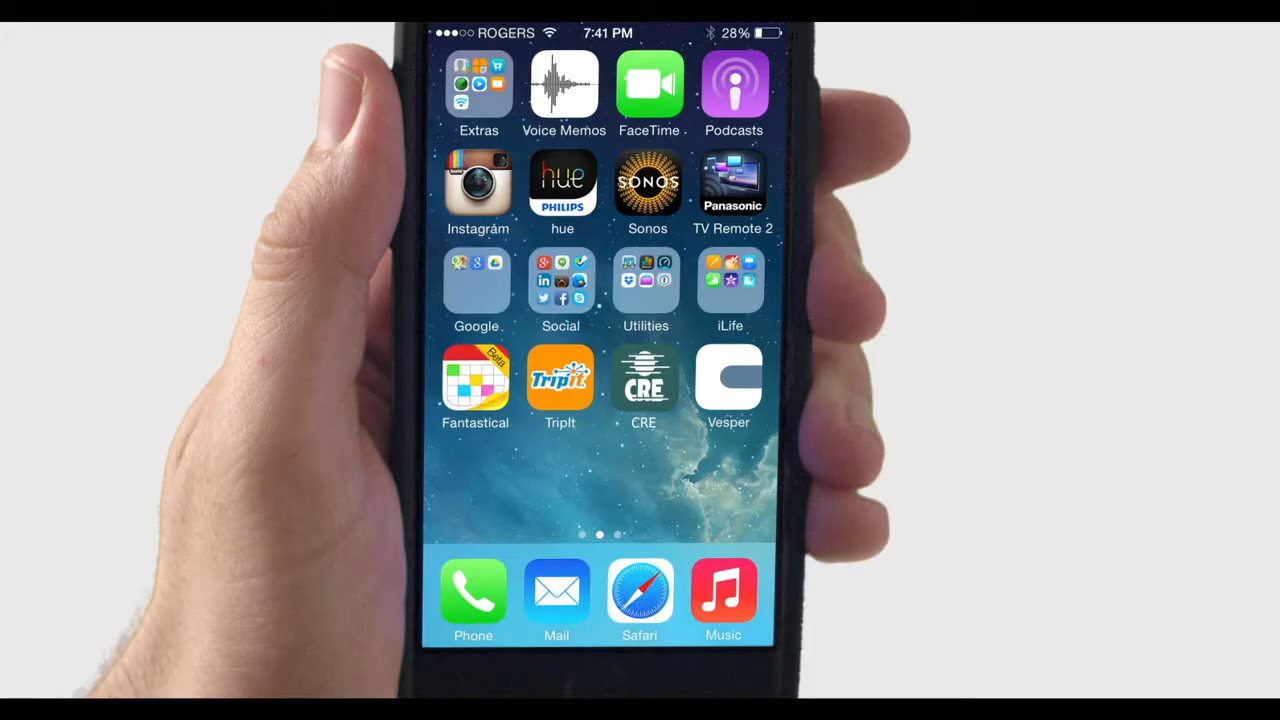 ROGERS 7:41 PM 28%
Extras Voice Memos FaceTime Podcasts
hue PHILIPS SONOS Panasonic
Instagram hue Sonos TV Remote 2
Google Social Utilities iLife
Beta TripIt CRE
Fantastical TripIt CRE Vesper
Phone Mail Safari Music